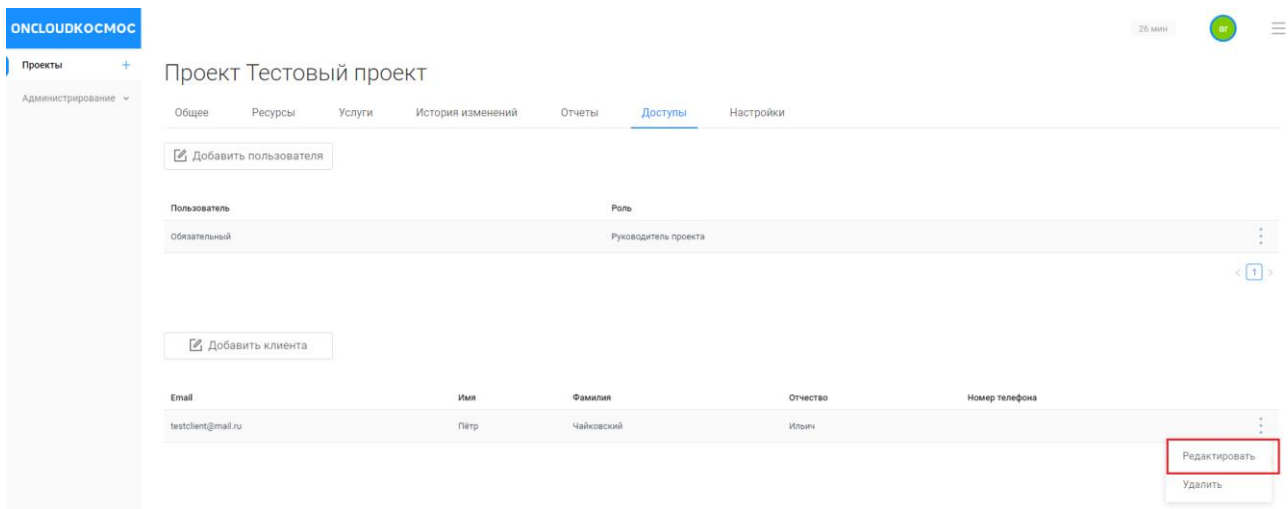 ONCLOUDКОСМОС
26 мин
ar
Проекты +
Администрирование
Проект Тестовый проект
Общее Ресурсы Услуги История изменений Отчеты Доступы Настройки
Добавить пользователя
Пользователь Роль
Обязательный Руководитель проекта
< 1 >
Добавить клиента
Email Имя Фамилия Отчество Номер телефона
testclient@mail.ru Пётр Чайковский Ильич
Редактировать
Удалить